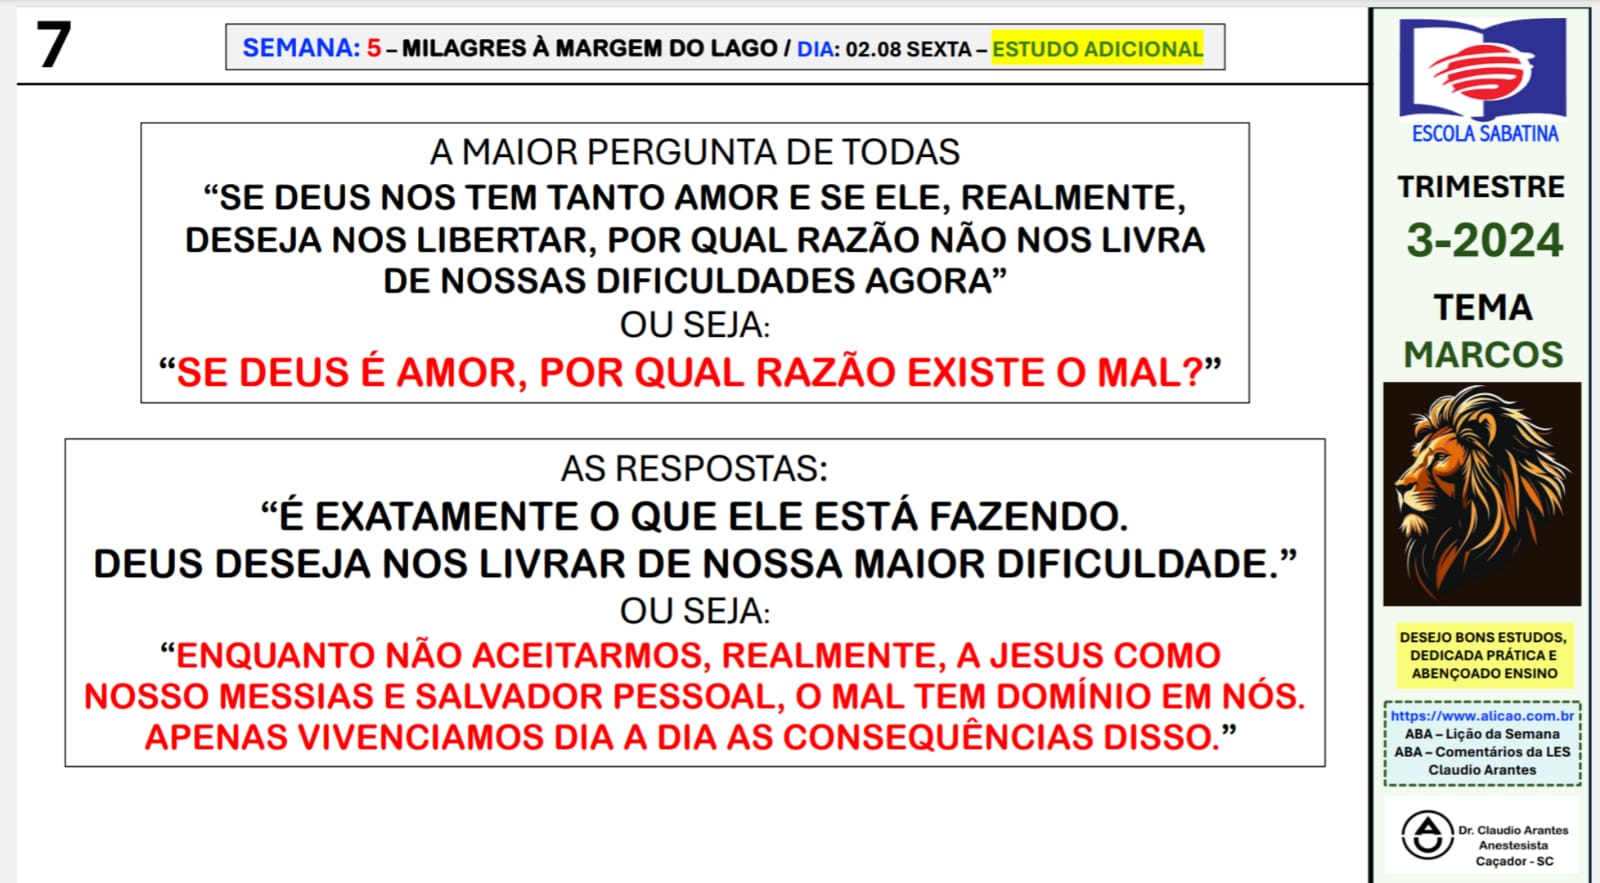 7
SEMANA: 5 – MILAGRES À MARGEM DO LAGO / DIA: 02.08 SEXTA – ESTUDO ADICIONAL
A MAIOR PERGUNTA DE TODAS
“SE DEUS NOS TEM TANTO AMOR E SE ELE, REALMENTE,
DESEJA NOS LIBERTAR, POR QUAL RAZÃO NÃO NOS LIVRA
DE NOSSAS DIFICULDADES AGORA”
OU SEJA:
“SE DEUS É AMOR, POR QUAL RAZÃO EXISTE O MAL?”
AS RESPOSTAS:
“É EXATAMENTE O QUE ELE ESTÁ FAZENDO.
DEUS DESEJA NOS LIVRAR DE NOSSA MAIOR DIFICULDADE.”
OU SEJA:
“ENQUANTO NÃO ACEITARMOS, REALMENTE, A JESUS COMO
NOSSO MESSIAS E SALVADOR PESSOAL, O MAL TEM DOMÍNIO EM NÓS.
APENAS VIVENCIAMOS DIA A DIA AS CONSEQUÊNCIAS DISSO.”
ESCOLA SABATINA
TRIMESTRE
3-2024
TEMA
MARCOS
DESEJO BONS ESTUDOS,
DEDICADA PRÁTICA E
ABENÇOADO ENSINO
https://www.alicao.com.br
ABA – Lição da Semana
ABA – Comentários da LES
Claudio Arantes
Dr. Claudio Arantes
Anestesista
Caçador - SC